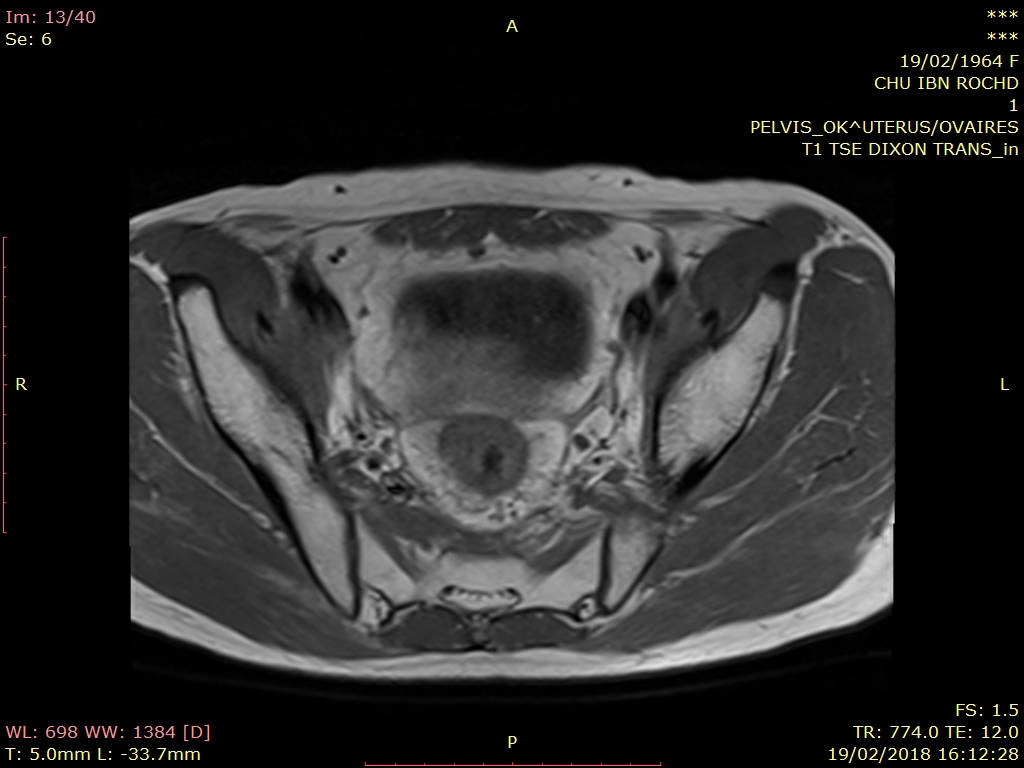 Im: 13/40
Se: 6
A
***
***
19/02/1964 F
CHU IBN ROCHD
1
PELVIS_OK^UTERUS/OVAIRES
T1 TSE DIXON TRANS_in
R
L
WL: 698 WW: 1384 [D]
T: 5.0mm L: -33.7mm
P
FS: 1.5
TR: 774.0 TE: 12.0
19/02/2018 16:12:28